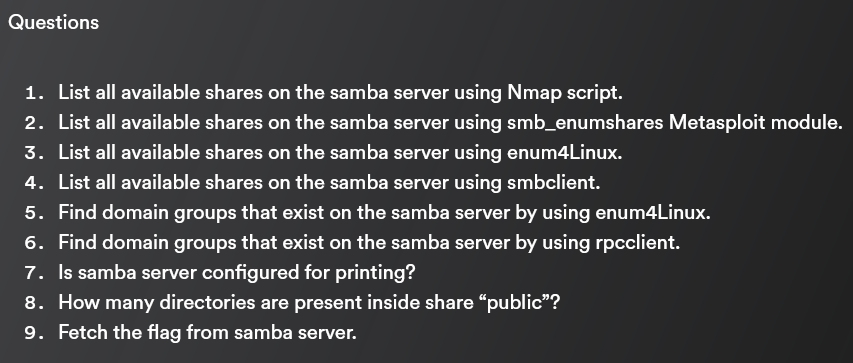 Questions
1. List all available shares on the samba server using Nmap script.
2. List all available shares on the samba server using smb_enumshares Metasploit module.
3. List all available shares on the samba server using enum4Linux.
4. List all available shares on the samba server using smbclient.
5. Find domain groups that exist on the samba server by using enum4Linux.
6. Find domain groups that exist on the samba server by using rpcclient.
7. Is samba server configured for printing?
8. How many directories are present inside share “public”?
9. Fetch the flag from samba server.